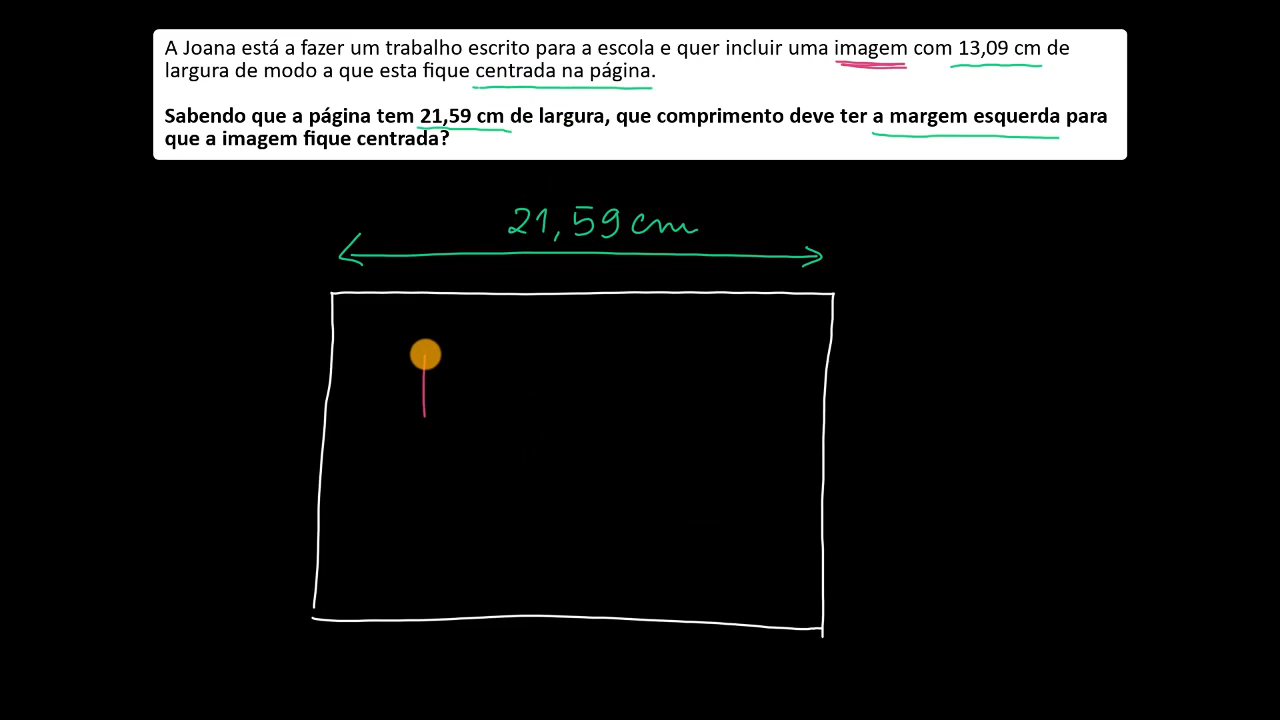 A Joana está a fazer um trabalho escrito para a escola e quer incluir uma imagem com 13,09 cm de
largura de modo a que esta fique centrada na página.
Sabendo que a página tem 21,59 cm de largura, que comprimento deve ter a margem esquerda para
que a imagem fique centrada?
21,59 cm